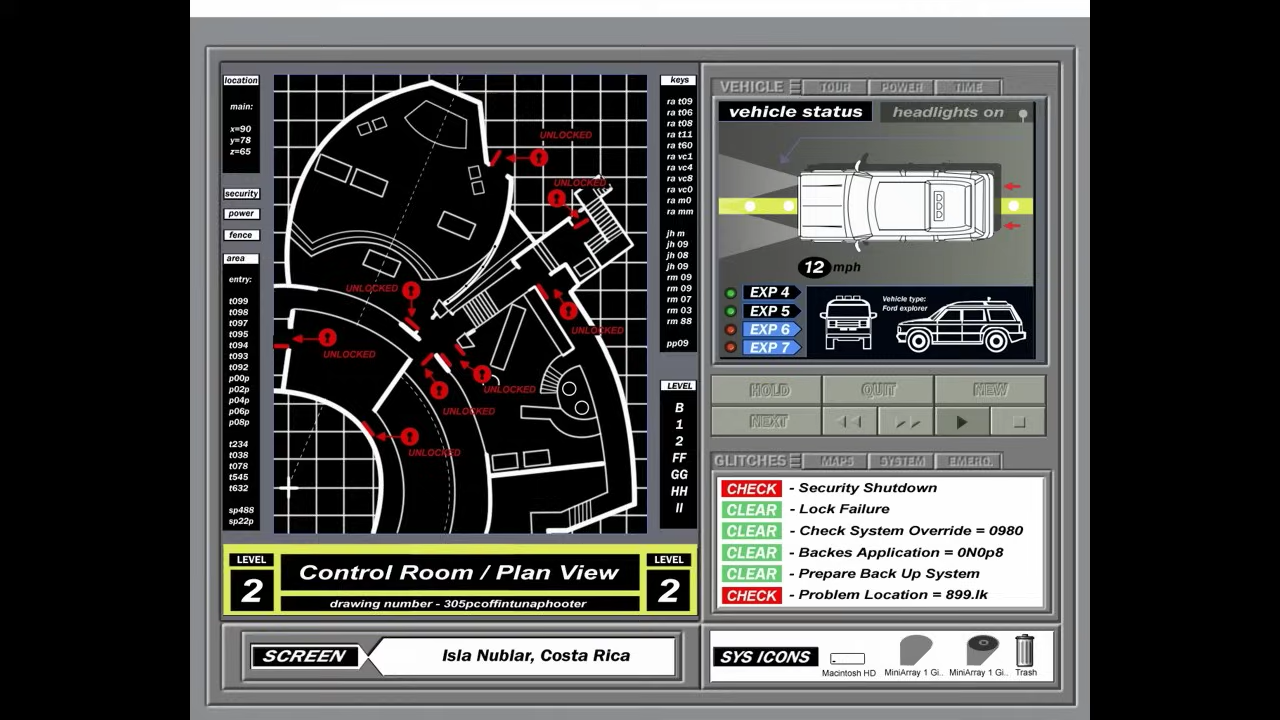 location
main:
x=90
y=78
z=65
security
power
fence
area
entry:
t099
t098
t097
t095
t094
t093
t092
p00p
p02p
p04p
p06p
p08p
t234
t038
t078
t545
t632
sp488
sp22p
UNLOCKED
UNLOCKED
UNLOCKED
UNLOCKED
UNLOCKED
UNLOCKED
UNLOCKED
UNLOCKED
keys
ra t09
ra t06
ra t08
ra t11
ra t60
ra vc1
ra vc4
ra vc8
ra vc0
ra m0
ra mm
jh m
jh 09
jh 08
jh 09
rm 09
rm 09
rm 07
rm 03
rm 88
pp09
LEVEL
B
1
2
FF
GG
HH
II
LEVEL
2
Control Room / Plan View
drawing number - 305pcoffintunaphooter
LEVEL
2
SCREEN
Isla Nublar, Costa Rica
VEHICLE TOUR POWER TIME
vehicle status headlights on
12 mph
EXP 4
EXP 5
EXP 6
EXP 7
Vehicle type:
Ford explorer
HOLD QUIT NEW
NEXT
GLITCHES MAPS SYSTEM EMERG.
CHECK - Security Shutdown
CLEAR - Lock Failure
CLEAR - Check System Override = 0980
CLEAR - Backes Application = 0N0p8
CLEAR - Prepare Back Up System
CHECK - Problem Location = 899.lk
SYS ICONS
Macintosh HD MiniArray 1 Gi.. MiniArray 1 Gi.. Trash